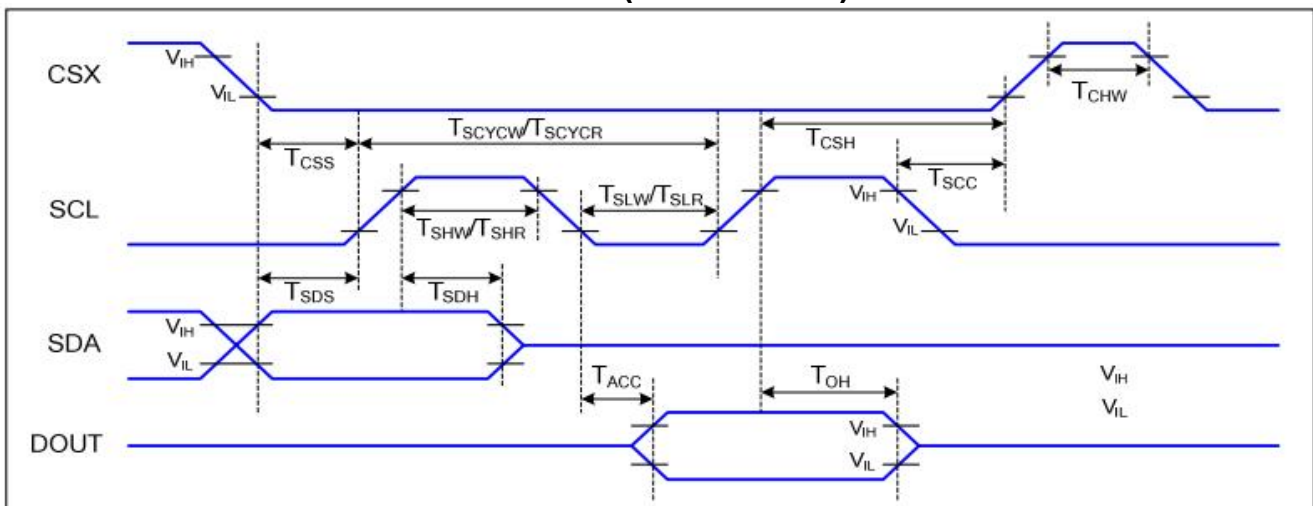 CSX
VIH
VIL
TCHW
TSCYCW/TSCYCR
TCSS
TCSH
TSCC
SCL
TSLW/TSLR
VIH
TSHW/TSHR
VIL
TSDS
TSDH
SDA
VIH
VIL
TACC
TOH
VIH
VIL
DOUT
VIH
VIL